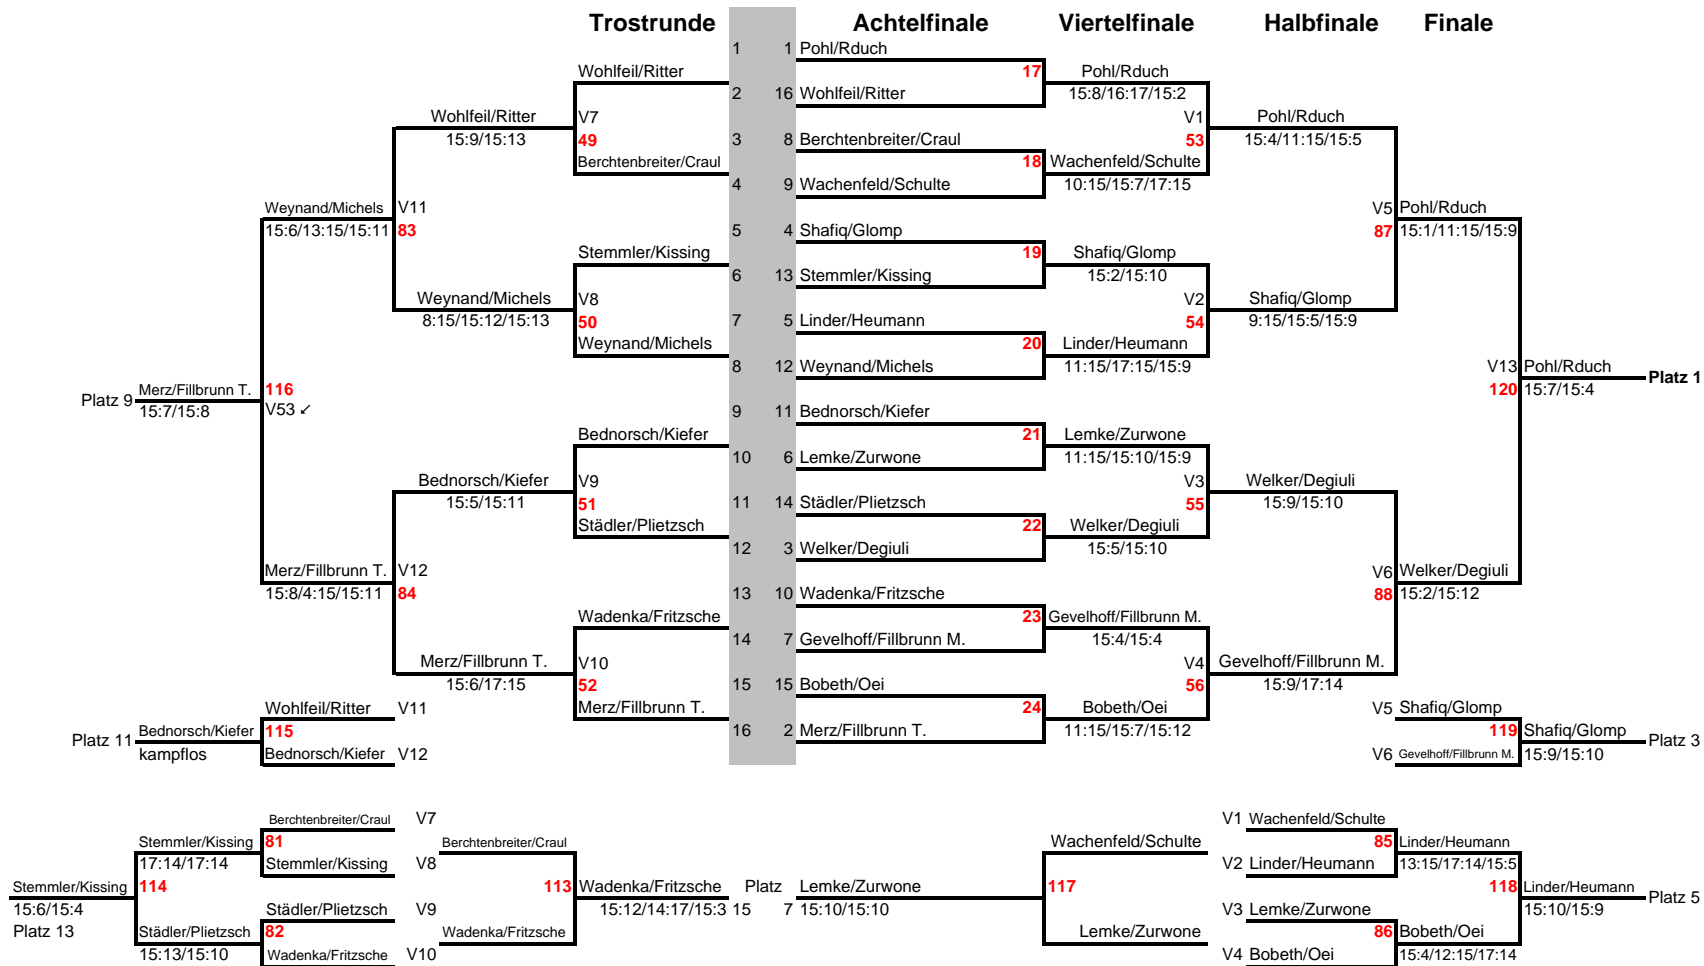 Trostrunde Achtelfinale Viertelfinale Halbfinale Finale
1 1 Pohl/Rduch
Wohlfeil/Ritter 17 Pohl/Rduch
2 16 Wohlfeil/Ritter 15:8/16:17/15:2
Wohlfeil/Ritter V7 V1 Pohl/Rduch
15:9/15:13 49 3 8 Berchtenbreiter/Craul 53 15:4/11:15/15:5
Berchtenbreiter/Craul 18 Wachenfeld/Schulte
4 9 Wachenfeld/Schulte 10:15/15:7/17:15
Weynand/Michels V11 V5 Pohl/Rduch
15:6/13:15/15:11 83 5 4 Shafiq/Glomp 87 15:1/11:15/15:9
Stemmler/Kissing 19 Shafiq/Glomp
6 13 Stemmler/Kissing 15:2/15:10
Weynand/Michels V8 V2 Shafiq/Glomp
8:15/15:12/15:13 50 7 5 Linder/Heumann 54 9:15/15:5/15:9
Weynand/Michels 20 Linder/Heumann
8 12 Weynand/Michels 11:15/17:15/15:9 V13 Pohl/Rduch
Platz 9 Merz/Fillbrunn T. 116 120 15:7/15:4 Platz 1
15:7/15:8 V53 ↙ 9 11 Bednorsch/Kiefer
Bednorsch/Kiefer 21 Lemke/Zurwone
10 6 Lemke/Zurwone 11:15/15:10/15:9
Bednorsch/Kiefer V9 V3 Welker/Degiuli
15:5/15:11 51 11 14 Städler/Plietzsch 55 15:9/15:10
Städler/Plietzsch 22 Welker/Degiuli
12 3 Welker/Degiuli 15:5/15:10
Merz/Fillbrunn T. V12 V6 Welker/Degiuli
15:8/4:15/15:11 84 13 10 Wadenka/Fritzsche 88 15:2/15:12
Wadenka/Fritzsche 23 Gevelhoff/Fillbrunn M.
14 7 Gevelhoff/Fillbrunn M. 15:4/15:4
Merz/Fillbrunn T. V10 V4 Gevelhoff/Fillbrunn M.
15:6/17:15 52 15 15 Bobeth/Oei 56 15:9/17:14
Wohlfeil/Ritter V11 Merz/Fillbrunn T. 24 Bobeth/Oei V5 Shafiq/Glomp
Platz 11 Bednorsch/Kiefer 115 16 2 Merz/Fillbrunn T. 11:15/15:7/15:12 119 Shafiq/Glomp Platz 3
kampflos Bednorsch/Kiefer V12 V6 Gevelhoff/Fillbrunn M. 15:9/15:10
Berchtenbreiter/Craul V7 V1 Wachenfeld/Schulte
Stemmler/Kissing 81 Berchtenbreiter/Craul Wachenfeld/Schulte 85 Linder/Heumann
17:14/17:14 Stemmler/Kissing V8 V2 Linder/Heumann 13:15/17:14/15:5
Stemmler/Kissing 114 113 Wadenka/Fritzsche Platz Lemke/Zurwone 117 118 Linder/Heumann Platz 5
15:6/15:4 Städler/Plietzsch V9 15:12/14:17/15:3 15 7 15:10/15:10 V3 Lemke/Zurwone 15:10/15:9
Platz 13 Städler/Plietzsch 82 Wadenka/Fritzsche Lemke/Zurwone 86 Bobeth/Oei
15:13/15:10 Wadenka/Fritzsche V10 V4 Bobeth/Oei 15:4/12:15/17:14